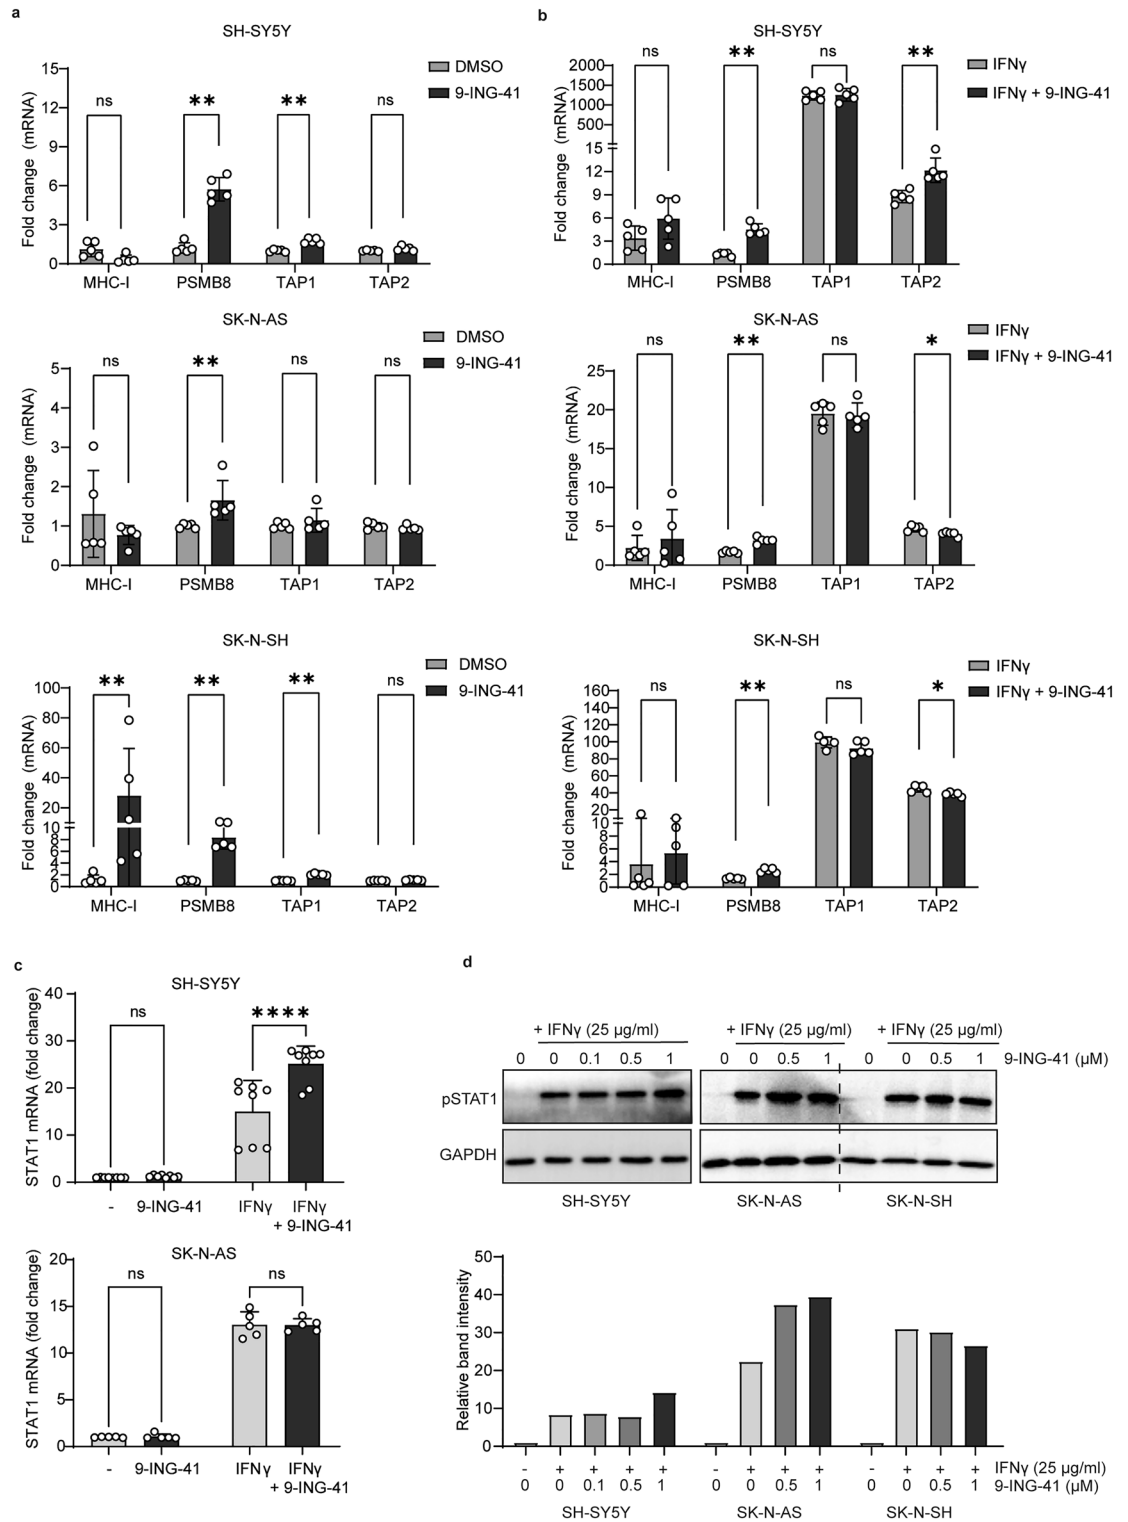 a
SH-SY5Y
DMSO
9-ING-41
Fold change (mRNA)
15
12
9
6
3
0
ns
**
**
ns
MHC-I PSMB8 TAP1 TAP2
SK-N-AS
DMSO
9-ING-41
Fold change (mRNA)
5
4
3
2
1
0
ns
**
ns
ns
MHC-I PSMB8 TAP1 TAP2
SK-N-SH
DMSO
9-ING-41
Fold change (mRNA)
100
80
60
40
20
10
8
6
4
2
0
**
**
**
ns
MHC-I PSMB8 TAP1 TAP2
b
SH-SY5Y
IFNγ
IFNγ + 9-ING-41
Fold change (mRNA)
2000
1500
1000
500
15
12
9
6
3
0
ns
**
ns
**
MHC-I PSMB8 TAP1 TAP2
SK-N-AS
IFNγ
IFNγ + 9-ING-41
Fold change (mRNA)
25
20
15
10
5
0
ns
**
ns
*
MHC-I PSMB8 TAP1 TAP2
SK-N-SH
IFNγ
IFNγ + 9-ING-41
Fold change (mRNA)
160
140
120
100
80
60
40
20
10
8
6
4
2
0
ns
**
ns
*
MHC-I PSMB8 TAP1 TAP2
c
SH-SY5Y
STAT1 mRNA (fold change)
40
30
20
10
0
ns
****
- 9-ING-41 IFNγ IFNγ
+ 9-ING-41
SK-N-AS
STAT1 mRNA (fold change)
20
15
10
5
0
ns
ns
- 9-ING-41 IFNγ IFNγ
+ 9-ING-41
d
+ IFNγ (25 µg/ml) + IFNγ (25 µg/ml) + IFNγ (25 µg/ml)
0 0 0.1 0.5 1 0 0 0.5 1 0 0 0.5 1 9-ING-41 (µM)
pSTAT1
GAPDH
SH-SY5Y SK-N-AS SK-N-SH
Relative band intensity
50
40
30
20
10
0
- + + + + - + + + - + + + IFNγ (25 µg/ml)
0 0 0.1 0.5 1 0 0 0.5 1 0 0 0.5 1 9-ING-41 (µM)
SH-SY5Y SK-N-AS SK-N-SH